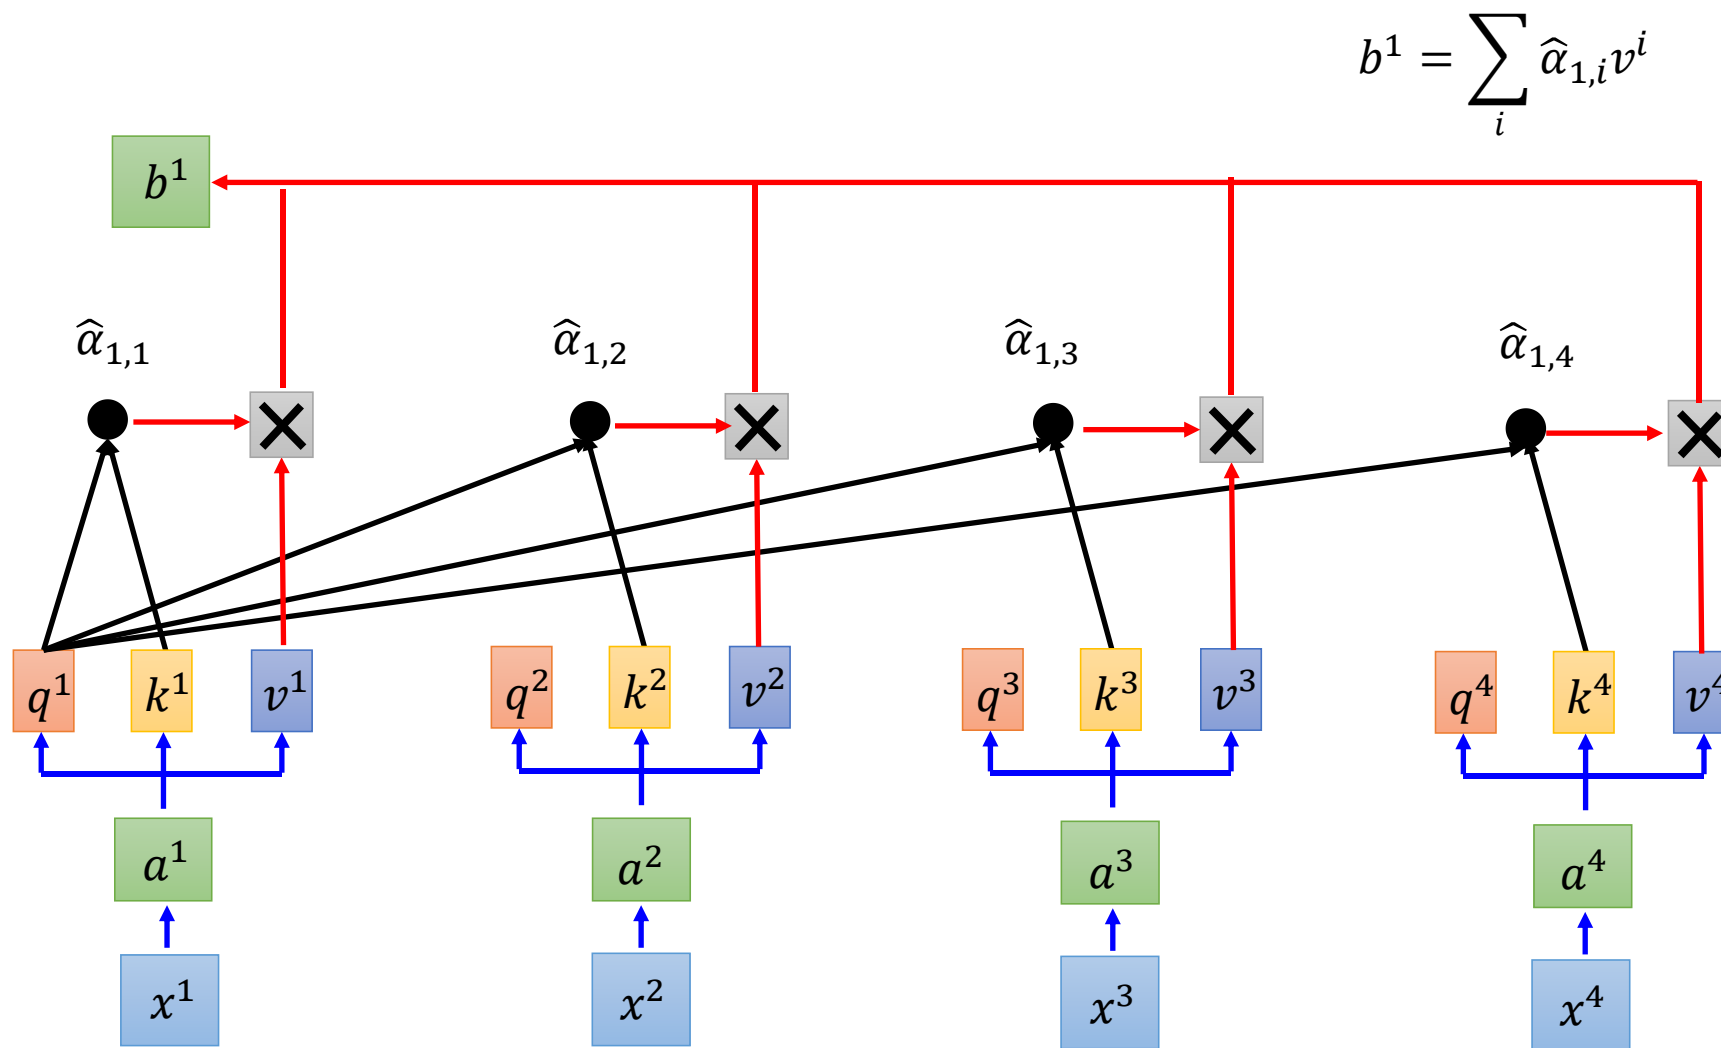 b¹ = ∑ᵢ α̂₁,ᵢvⁱ
b¹
α̂₁,₁ α̂₁,₂ α̂₁,₃ α̂₁,₄
q¹ k¹ v¹ q² k² v² q³ k³ v³ q⁴ k⁴ v⁴
a¹ a² a³ a⁴
x¹ x² x³ x⁴